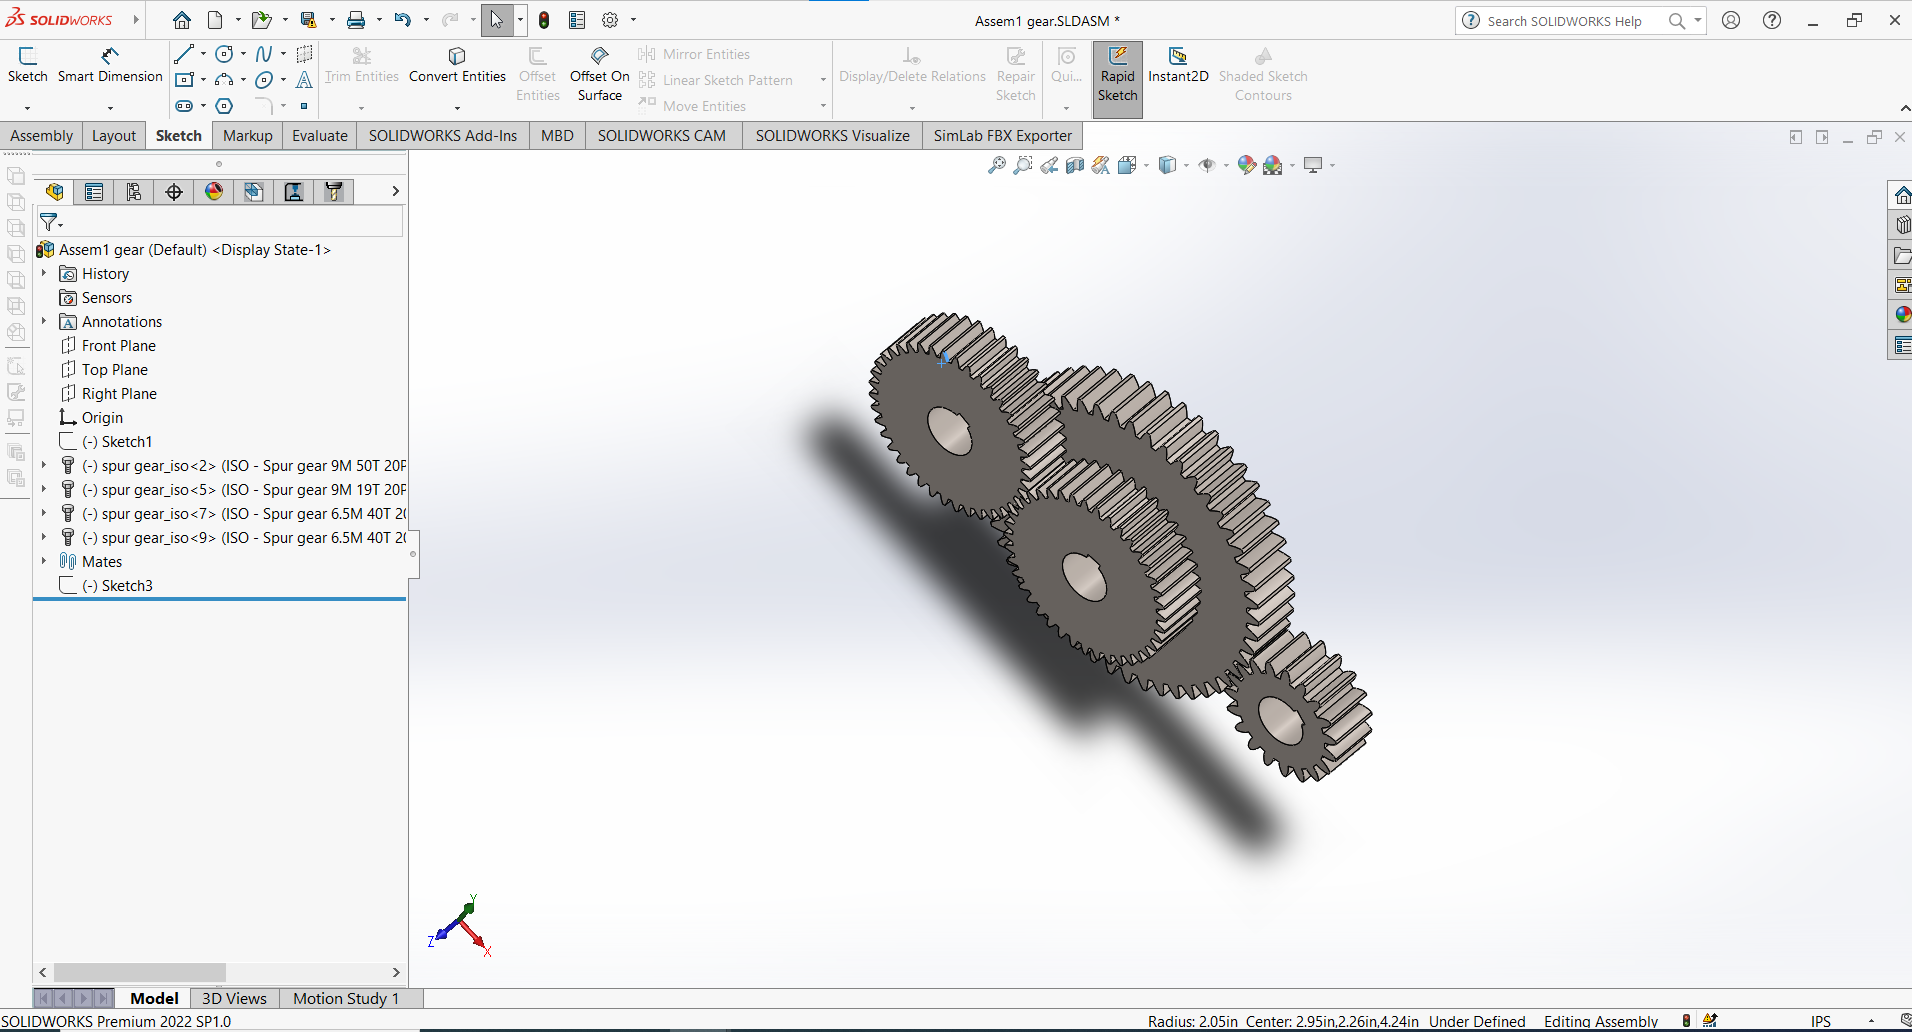 SOLIDWORKS
Assem1 gear.SLDASM *
Search SOLIDWORKS Help
Sketch
Smart Dimension
Trim Entities
Convert Entities
Offset Entities
Offset On Surface
Mirror Entities
Linear Sketch Pattern
Move Entities
Display/Delete Relations
Repair Sketch
Qui...
Rapid Sketch
Instant2D
Shaded Sketch Contours
Assembly
Layout
Sketch
Markup
Evaluate
SOLIDWORKS Add-Ins
MBD
SOLIDWORKS CAM
SOLIDWORKS Visualize
SimLab FBX Exporter
Assem1 gear (Default) <Display State-1>
History
Sensors
Annotations
Front Plane
Top Plane
Right Plane
Origin
(-) Sketch1
(-) spur gear_iso<2> (ISO - Spur gear 9M 50T 20P
(-) spur gear_iso<5> (ISO - Spur gear 9M 19T 20P
(-) spur gear_iso<7> (ISO - Spur gear 6.5M 40T 20
(-) spur gear_iso<9> (ISO - Spur gear 6.5M 40T 20
Mates
(-) Sketch3
Y
Z
X
Model
3D Views
Motion Study 1
SOLIDWORKS Premium 2022 SP1.0
Radius: 2.05in Center: 2.95in,2.26in,4.24in
Under Defined
Editing Assembly
IPS